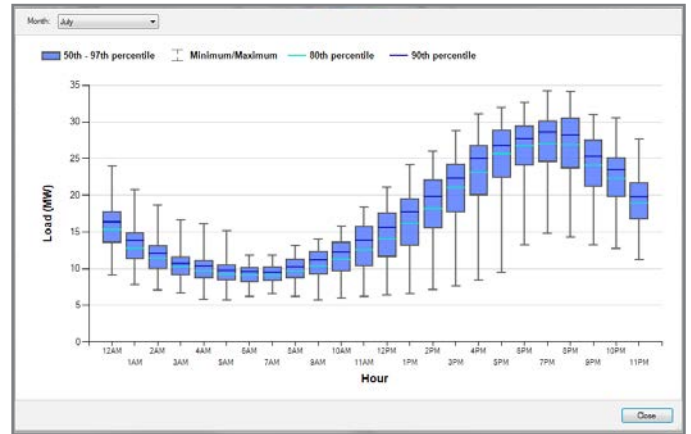 Month: July
50th - 97th percentile Minimum/Maximum 80th percentile 90th percentile
35
30
25
20
15
10
5
0
Load (MW)
12AM 2AM 4AM 6AM 8AM 10AM 12PM 2PM 4PM 6PM 8PM 10PM
1AM 3AM 5AM 7AM 9AM 11AM 1PM 3PM 5PM 7PM 9PM 11PM
Hour
Close